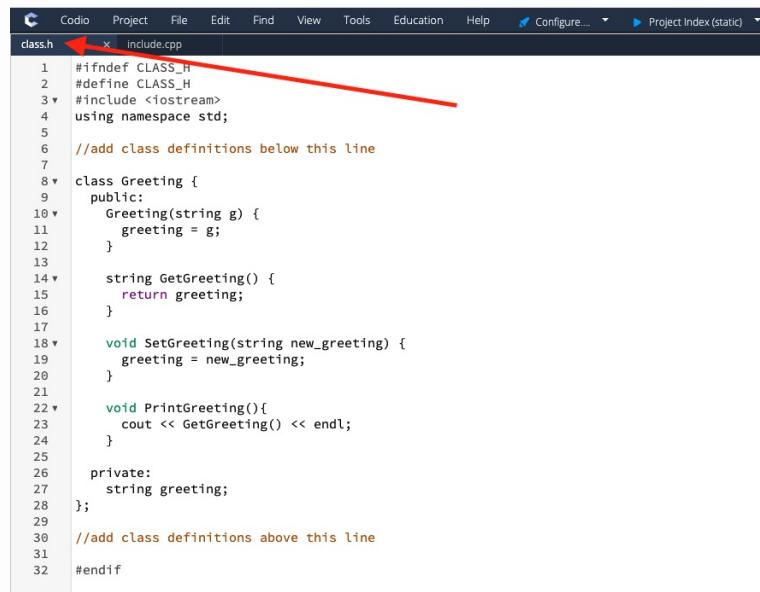 Codio Project File Edit Find View Tools Education Help Configure... Project Index (static)
class.h x include.cpp
1 #ifndef CLASS_H
2 #define CLASS_H
3 #include <iostream>
4 using namespace std;
5
6 //add class definitions below this line
7
8 class Greeting {
9 public:
10 Greeting(string g) {
11 greeting = g;
12 }
13
14 string GetGreeting() {
15 return greeting;
16 }
17
18 void SetGreeting(string new_greeting) {
19 greeting = new_greeting;
20 }
21
22 void PrintGreeting(){
23 cout << GetGreeting() << endl;
24 }
25
26 private:
27 string greeting;
28 };
29
30 //add class definitions above this line
31
32 #endif